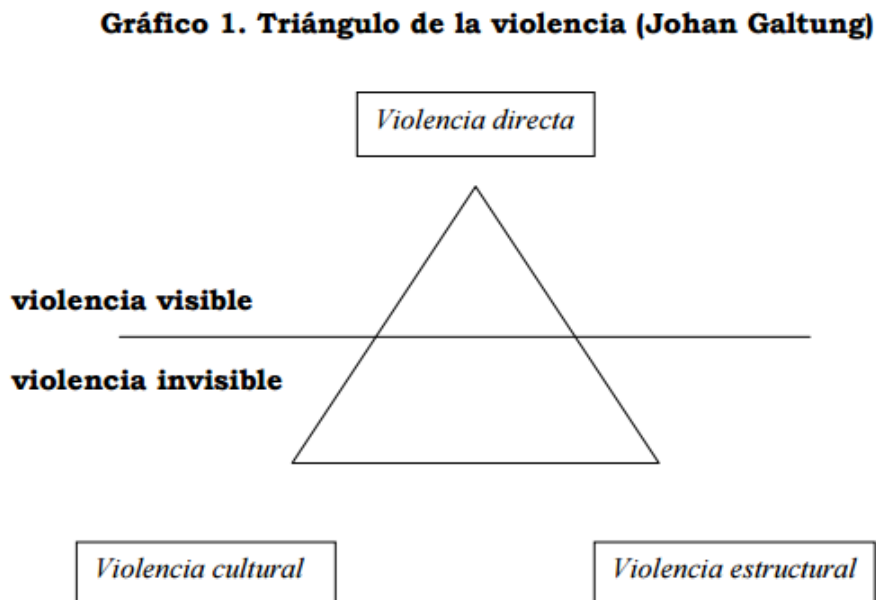 Gráfico 1. Triángulo de la violencia (Johan Galtung)
Violencia directa
violencia visible
violencia invisible
Violencia cultural
Violencia estructural